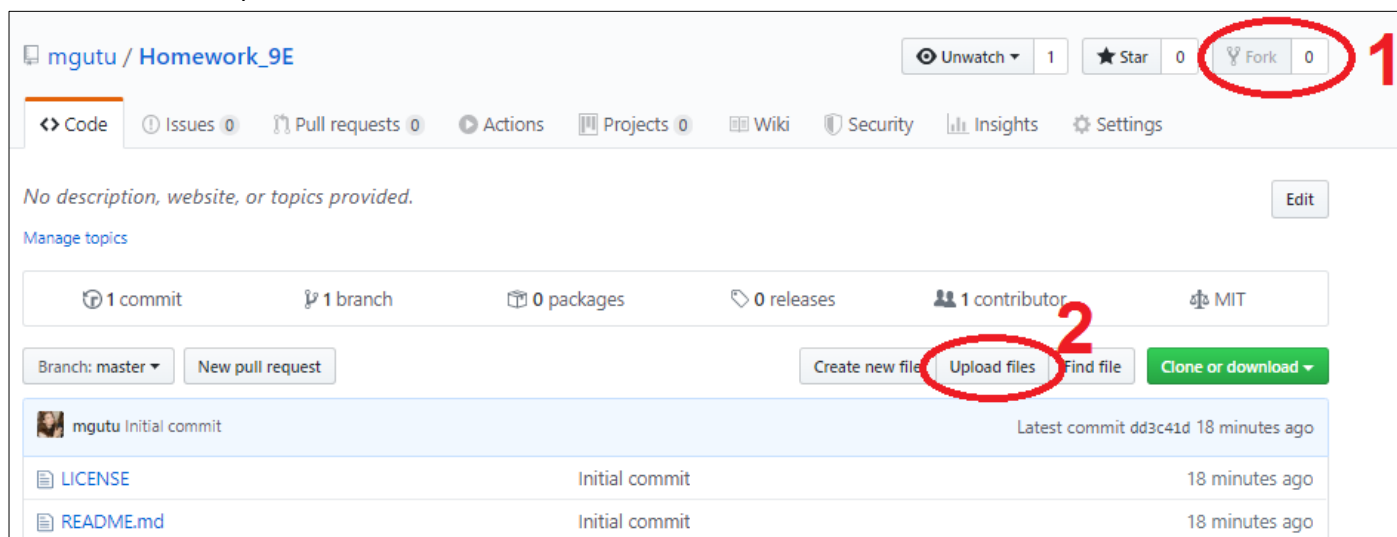 mgutu / Homework_9E Unwatch 1 Star 0 Fork 0 1
Code Issues 0 Pull requests 0 Actions Projects 0 Wiki Security Insights Settings
No description, website, or topics provided. Edit
Manage topics
1 commit 1 branch 0 packages 0 releases 1 contributor MIT
2
Branch: master New pull request Create new file Upload files Find file Clone or download
mgutu Initial commit Latest commit dd3c41d 18 minutes ago
LICENSE Initial commit 18 minutes ago
README.md Initial commit 18 minutes ago